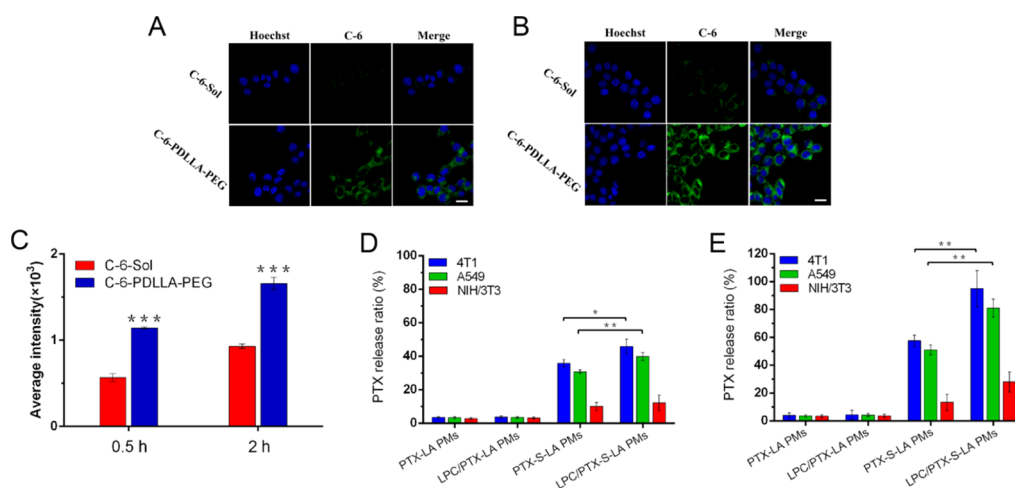 A
Hoechst C-6 Merge
C-6-Sol
C-6-PDLLA-PEG
B
Hoechst C-6 Merge
C-6-Sol
C-6-PDLLA-PEG
C
Average intensity(×10³)
2
1
0
C-6-Sol
C-6-PDLLA-PEG
***
***
0.5 h 2 h
D
PTX release ratio (%)
100
80
60
40
20
0
4T1
A549
NIH/3T3
*
**
PTX-LA PMs
LPC/PTX-LA PMs
PTX-S-LA PMs
LPC/PTX-S-LA PMs
E
PTX release ratio (%)
120
100
80
60
40
20
0
4T1
A549
NIH/3T3
**
**
PTX-LA PMs
LPC/PTX-LA PMs
PTX-S-LA PMs
LPC/PTX-S-LA PMs